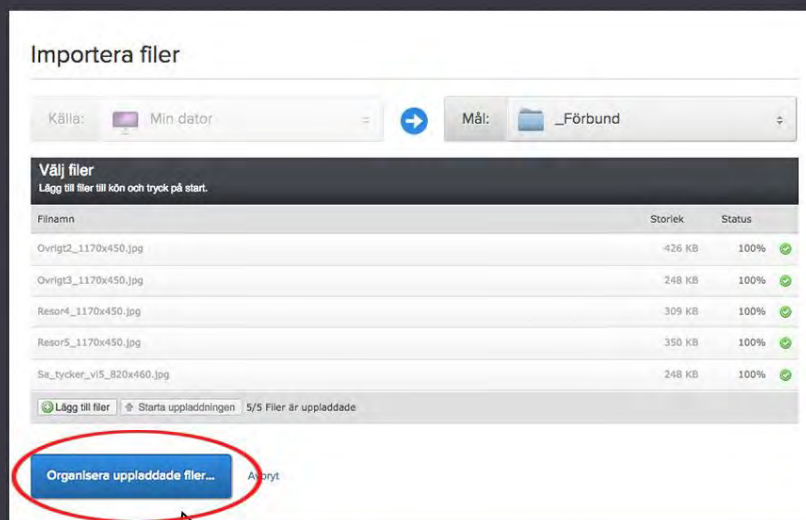 Importera filer
Källa: Min dator Mål: _Förbund
Välj filer
Lägg till filer till kön och tryck på start.
Filnamn Storlek Status
Ovrigt2_1170x450.jpg 426 KB 100%
Ovrigt3_1170x450.jpg 248 KB 100%
Resor4_1170x450.jpg 309 KB 100%
Resor5_1170x450.jpg 350 KB 100%
Sa_tycker_vi5_820x460.jpg 248 KB 100%
Lägg till filer Starta uppladdningen 5/5 Filer är uppladdade
Organisera uppladdade filer... Avbryt